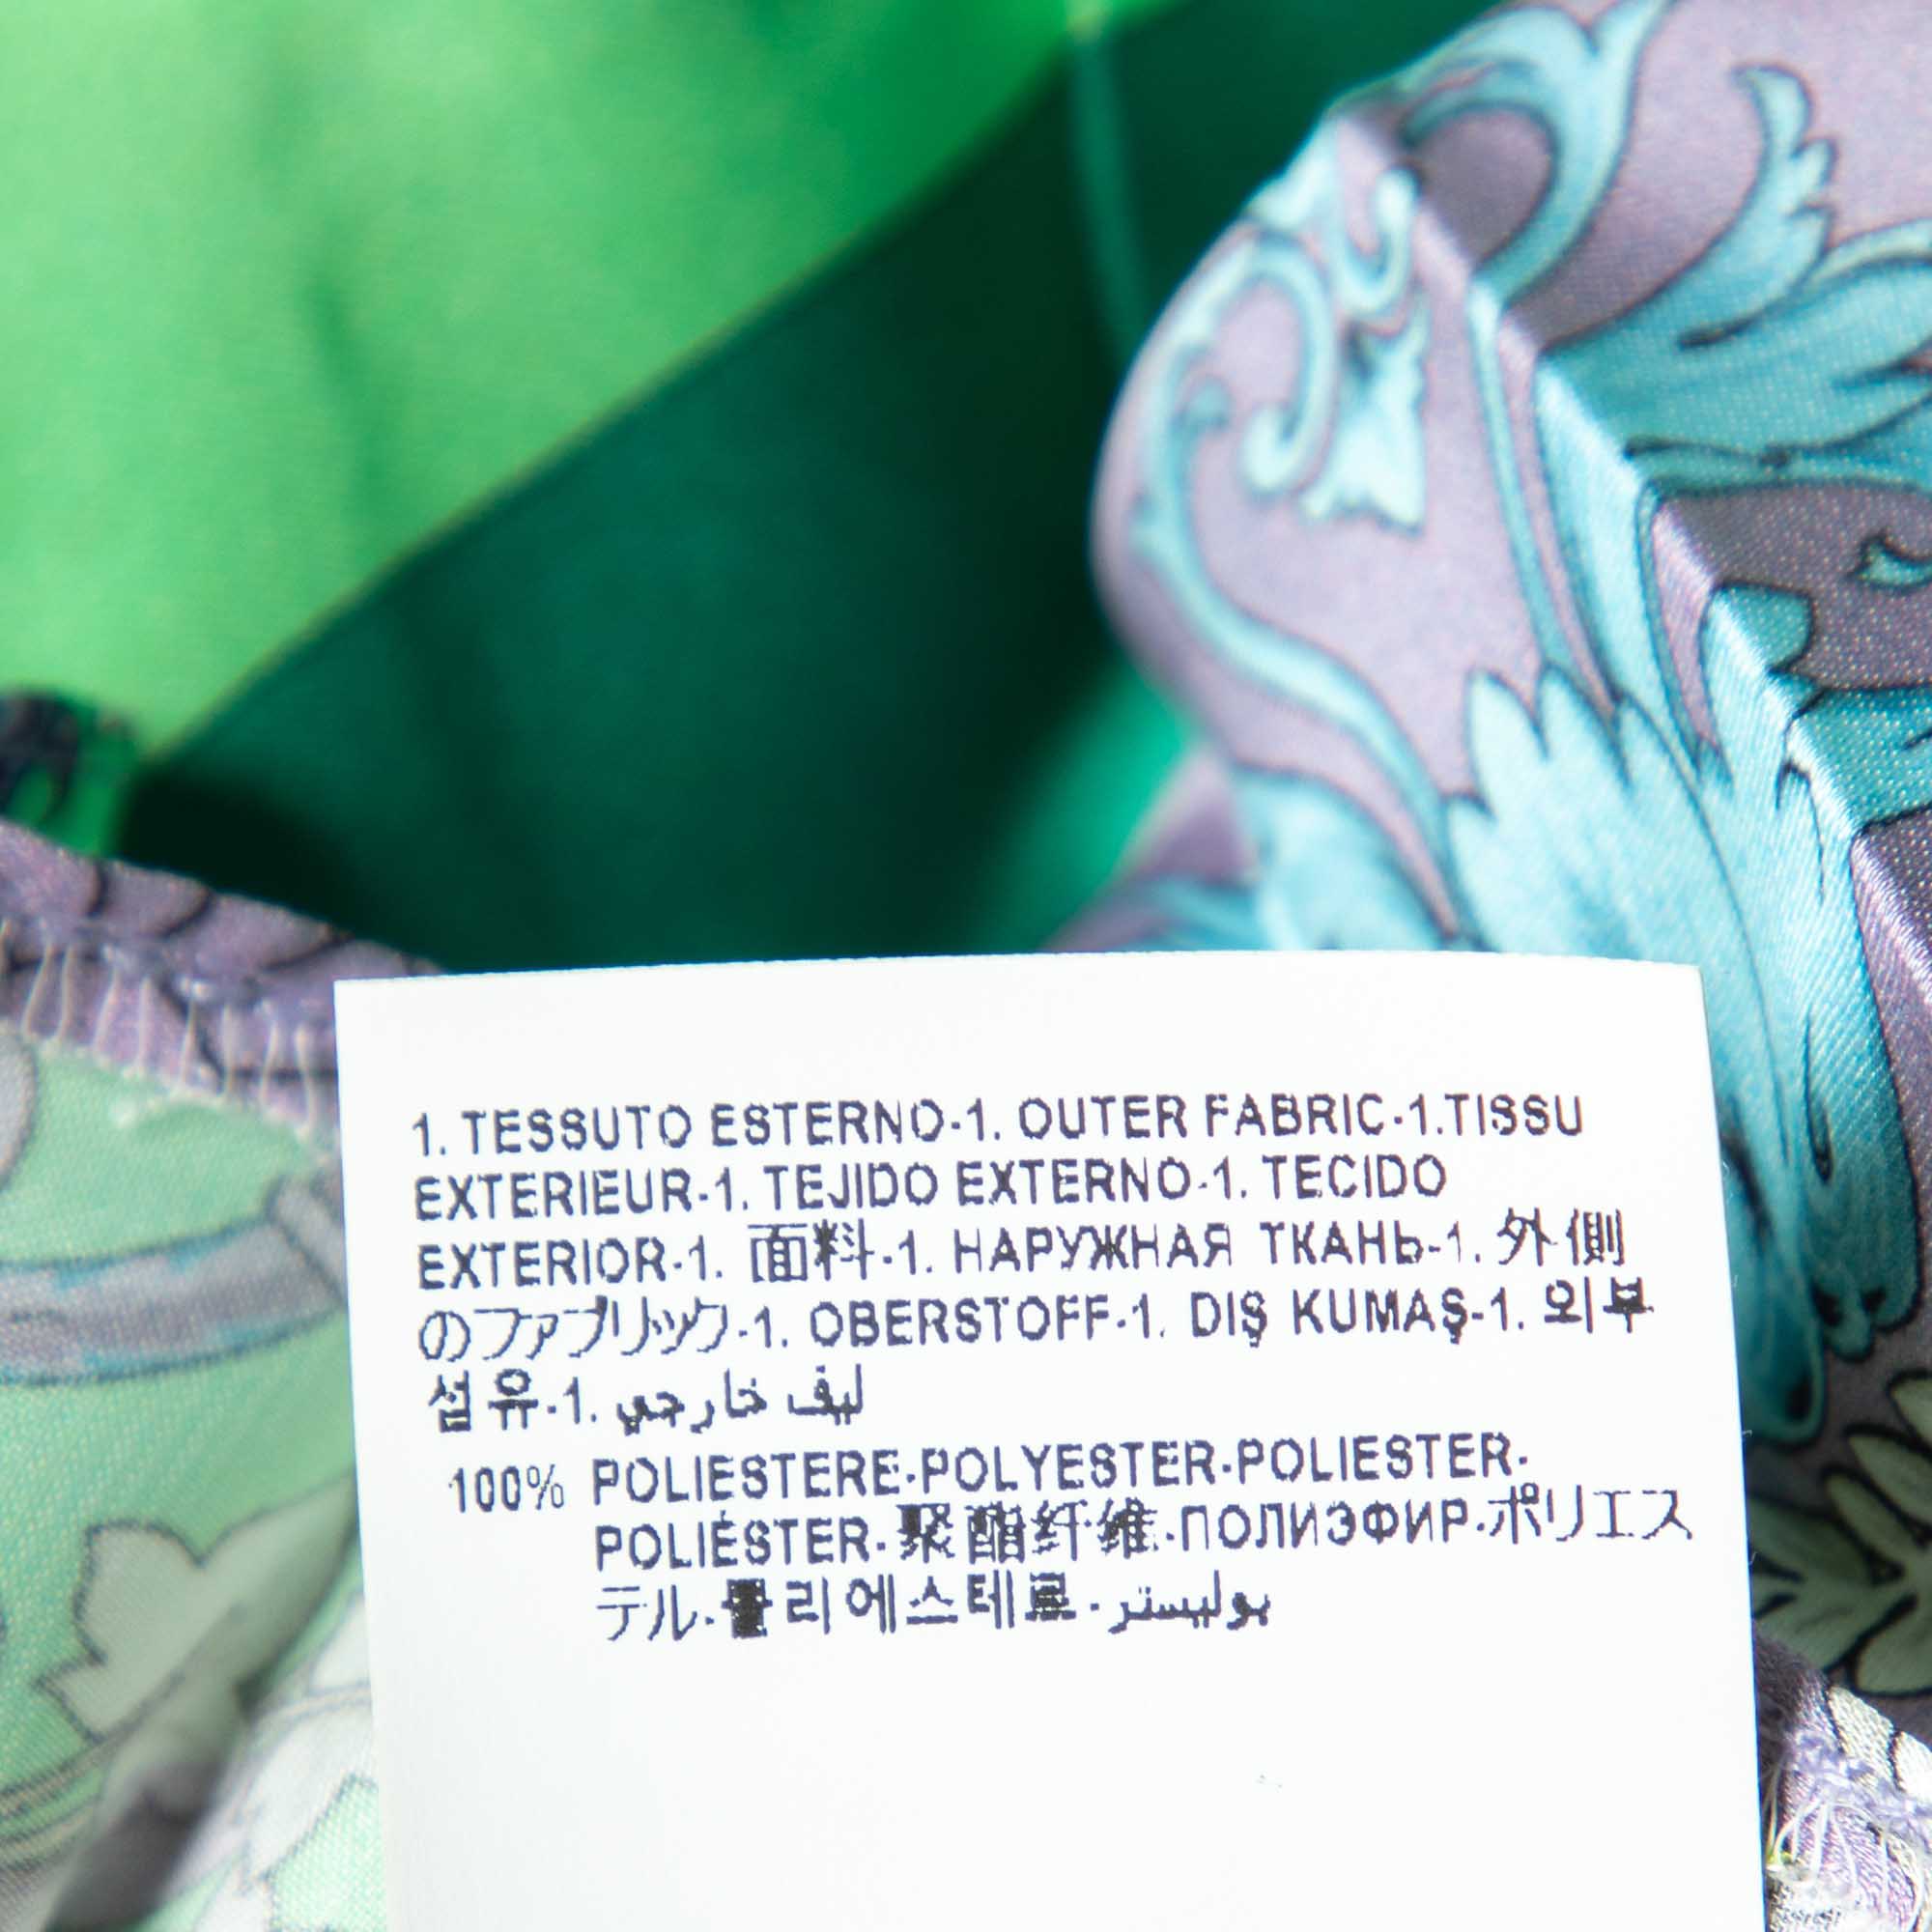 1. TESSUTO ESTERNO-1. OUTER FABRIC-1.TISSU
EXTERIEUR-1. TEJIDO EXTERNO-1. TECIDO
EXTERIOR-1. 面料-1. НАРУЖНАЯ ТКАНЬ-1. 外側
のファブリック-1. OBERSTOFF-1. DIŞ KUMAŞ-1. 외부
섬유-1. ليف خارجي
100% POLIESTERE-POLYESTER-POLIESTER-
POLIÉSTER-聚酯纤维-ПОЛИЭФИР-ポリエス
テル-폴리에스테르-بوليستر